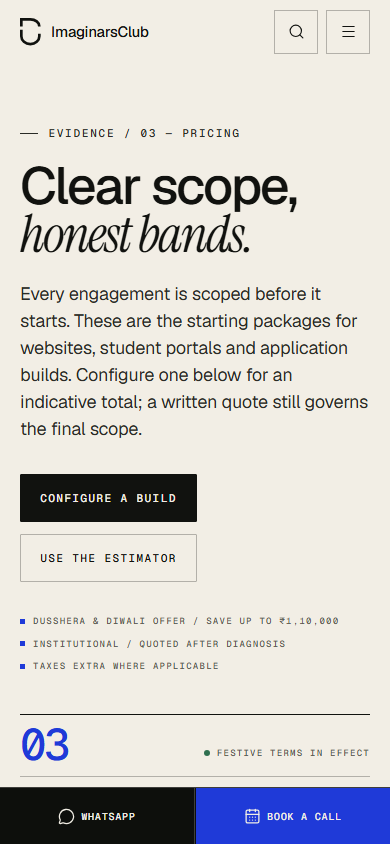 ImaginarsClub
EVIDENCE / 03 — PRICING
Clear scope,
honest bands.
Every engagement is scoped before it
starts. These are the starting packages for
websites, student portals and application
builds. Configure one below for an
indicative total; a written quote still governs
the final scope.
CONFIGURE A BUILD
USE THE ESTIMATOR
DUSSHERA & DIWALI OFFER / SAVE UP TO ₹1,10,000
INSTITUTIONAL / QUOTED AFTER DIAGNOSIS
TAXES EXTRA WHERE APPLICABLE
03
FESTIVE TERMS IN EFFECT
WHATSAPP
BOOK A CALL